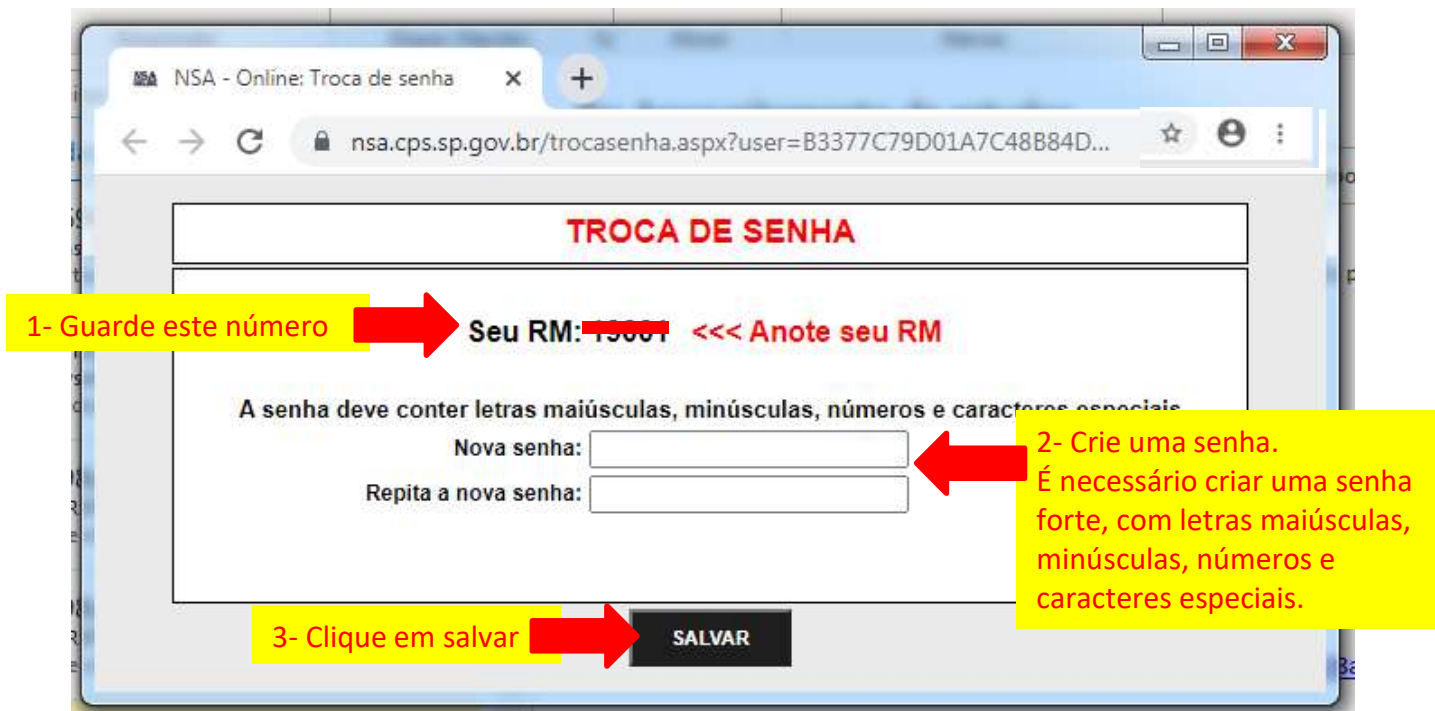 NSA - Online: Troca de senha
nsa.cps.sp.gov.br/trocasenha.aspx?user=B3377C79D01A7C48B84D...
TROCA DE SENHA
1- Guarde este número
Seu RM: <<< Anote seu RM
A senha deve conter letras maiúsculas, minúsculas, números e caracteres especiais
Nova senha:
2- Crie uma senha.
É necessário criar uma senha
forte, com letras maiúsculas,
minúsculas, números e
caracteres especiais.
Repita a nova senha:
3- Clique em salvar
SALVAR